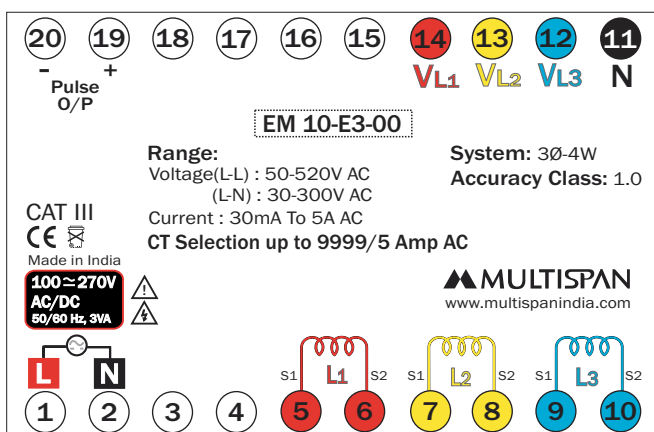 20 19 18 17 16 15 14 13 12 11
- + VL1 VL2 VL3 N
Pulse
O/P
EM 10-E3-00
Range:
Voltage(L-L) : 50-520V AC
(L-N) : 30-300V AC
Current : 30mA To 5A AC
CT Selection up to 9999/5 Amp AC
System: 3Ø-4W
Accuracy Class: 1.0
CAT III
CE
Made in India
100≃270V
AC/DC
50/60 Hz, 3VA
MULTISPAN
www.multispanindia.com
L N
S1 L1 S2 S1 L2 S2 S1 L3 S2
1 2 3 4 5 6 7 8 9 10